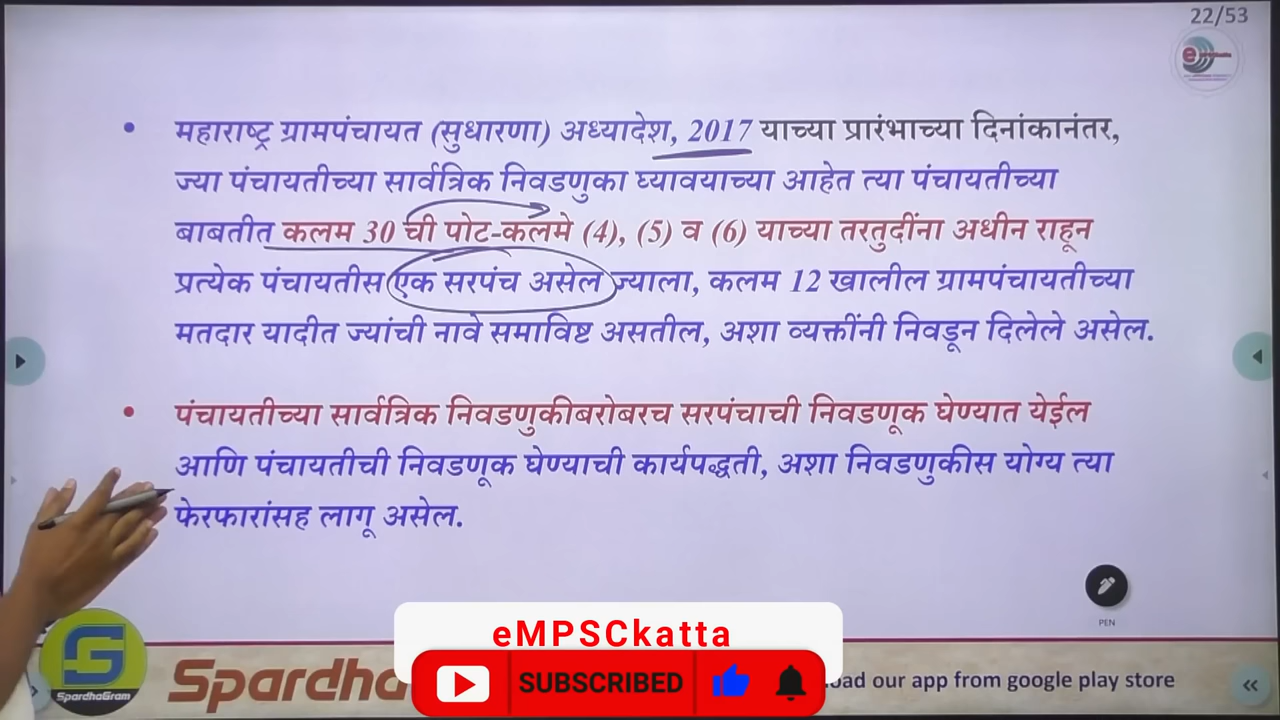 22/53
महाराष्ट्र ग्रामपंचायत (सुधारणा) अध्यादेश, 2017 याच्या प्रारंभाच्या दिनांकानंतर,
ज्या पंचायतीच्या सार्वत्रिक निवडणुका घ्यावयाच्या आहेत त्या पंचायतीच्या
बाबतीत कलम 30 ची पोट-कलमे (4), (5) व (6) याच्या तरतुदींना अधीन राहून
प्रत्येक पंचायतीस एक सरपंच असेल ज्याला, कलम 12 खालील ग्रामपंचायतीच्या
मतदार यादीत ज्यांची नावे समाविष्ट असतील, अशा व्यक्तींनी निवडून दिलेले असेल.
पंचायतीच्या सार्वत्रिक निवडणुकीबरोबरच सरपंचाची निवडणूक घेण्यात येईल
आणि पंचायतीची निवडणूक घेण्याची कार्यपद्धती, अशा निवडणुकीस योग्य त्या
फेरफारांसह लागू असेल.
PEN
eMPSCkatta
SUBSCRIBED
SpardhaGram
Spardha
our app from google play store